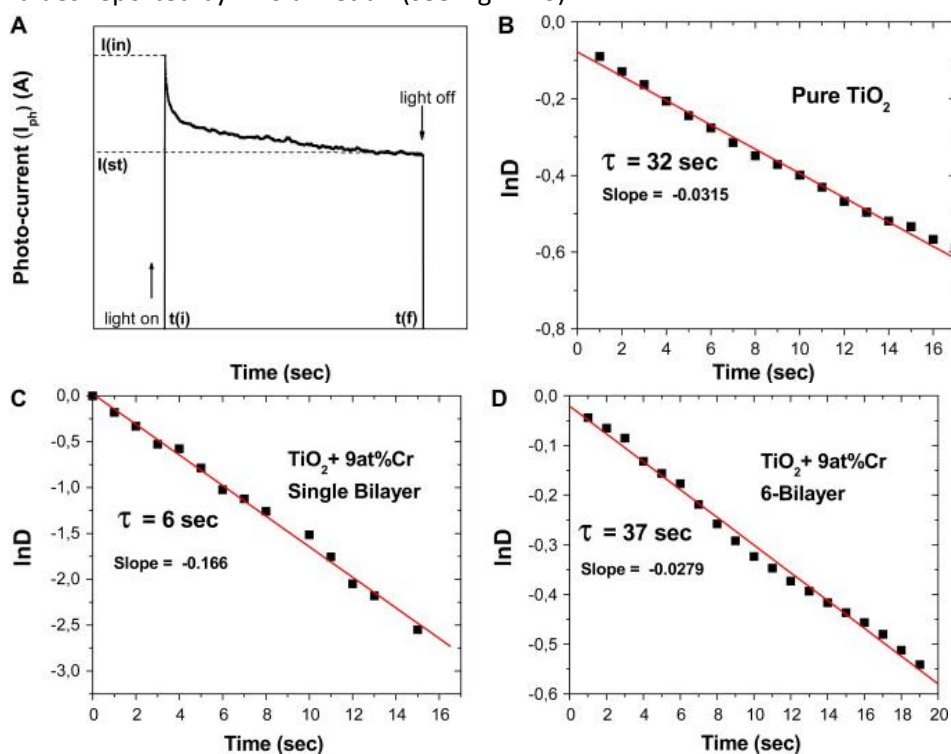 reported by
A
I(in)
light off
I(st)
Photo-current (I_ph) (A)
light on
t(i)
t(f)
Time (sec)
B
0,0
-0,2
-0,4
-0,6
-0,8
lnD
Pure TiO₂
τ = 32 sec
Slope = -0.0315
0 2 4 6 8 10 12 14 16
Time (sec)
C
0,0
-0,5
-1,0
-1,5
-2,0
-2,5
-3,0
lnD
TiO₂+ 9at%Cr
Single Bilayer
τ = 6 sec
Slope = -0.166
0 2 4 6 8 10 12 14 16
Time (sec)
D
0,0
-0,1
-0,2
-0,3
-0,4
-0,5
-0,6
lnD
TiO₂+ 9at%Cr
6-Bilayer
τ = 37 sec
Slope = -0.0279
0 2 4 6 8 10 12 14 16 18 20
Time (sec)